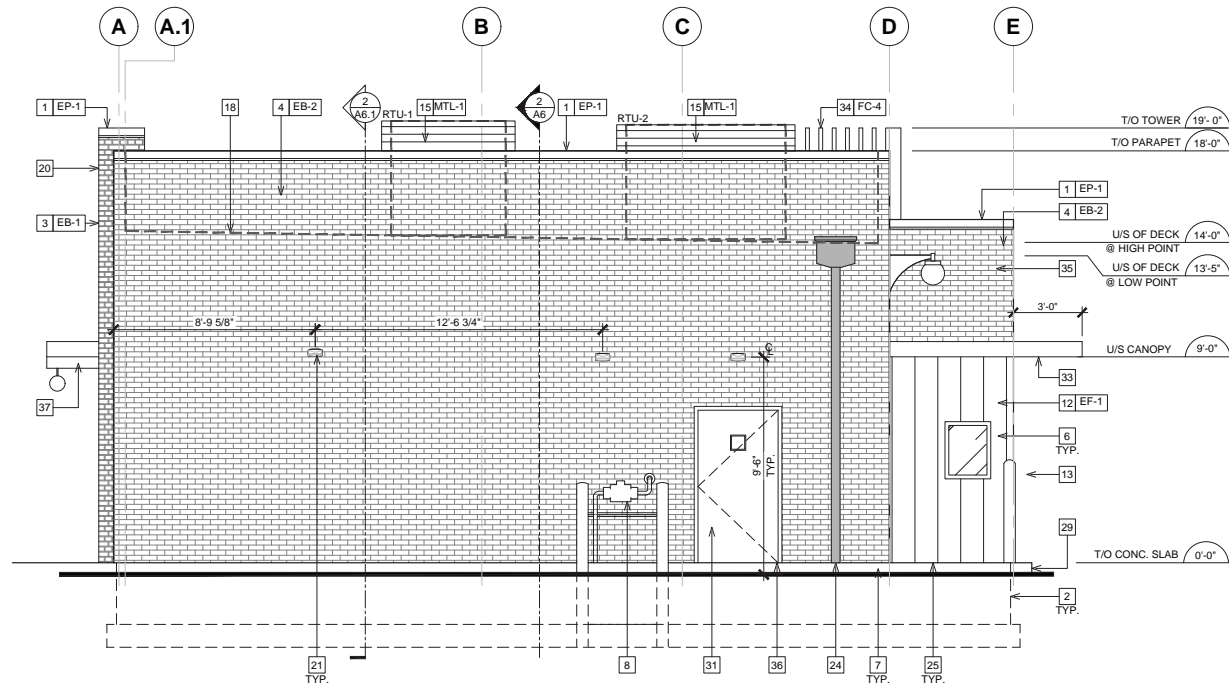 A
A.1
B
C
D
E
1 EP-1
18
4 EB-2
2
A6.1
RTU-1
15 MTL-1
2
A6
1 EP-1
RTU-2
15 MTL-1
34 FC-4
T/O TOWER 19'- 0"
T/O PARAPET 18'-0"
20
3 EB-1
1 EP-1
4 EB-2
U/S OF DECK 14'-0"
@ HIGH POINT
U/S OF DECK 13'-5"
@ LOW POINT
35
3'-0"
8'-9 5/8"
12'-6 3/4"
U/S CANOPY 9'-0"
33
37
12 EF-1
6
TYP.
9'-6"
TYP.
13
29
T/O CONC. SLAB 0'-0"
2
TYP.
21
TYP.
8
31
36
24
7
TYP.
25
TYP.